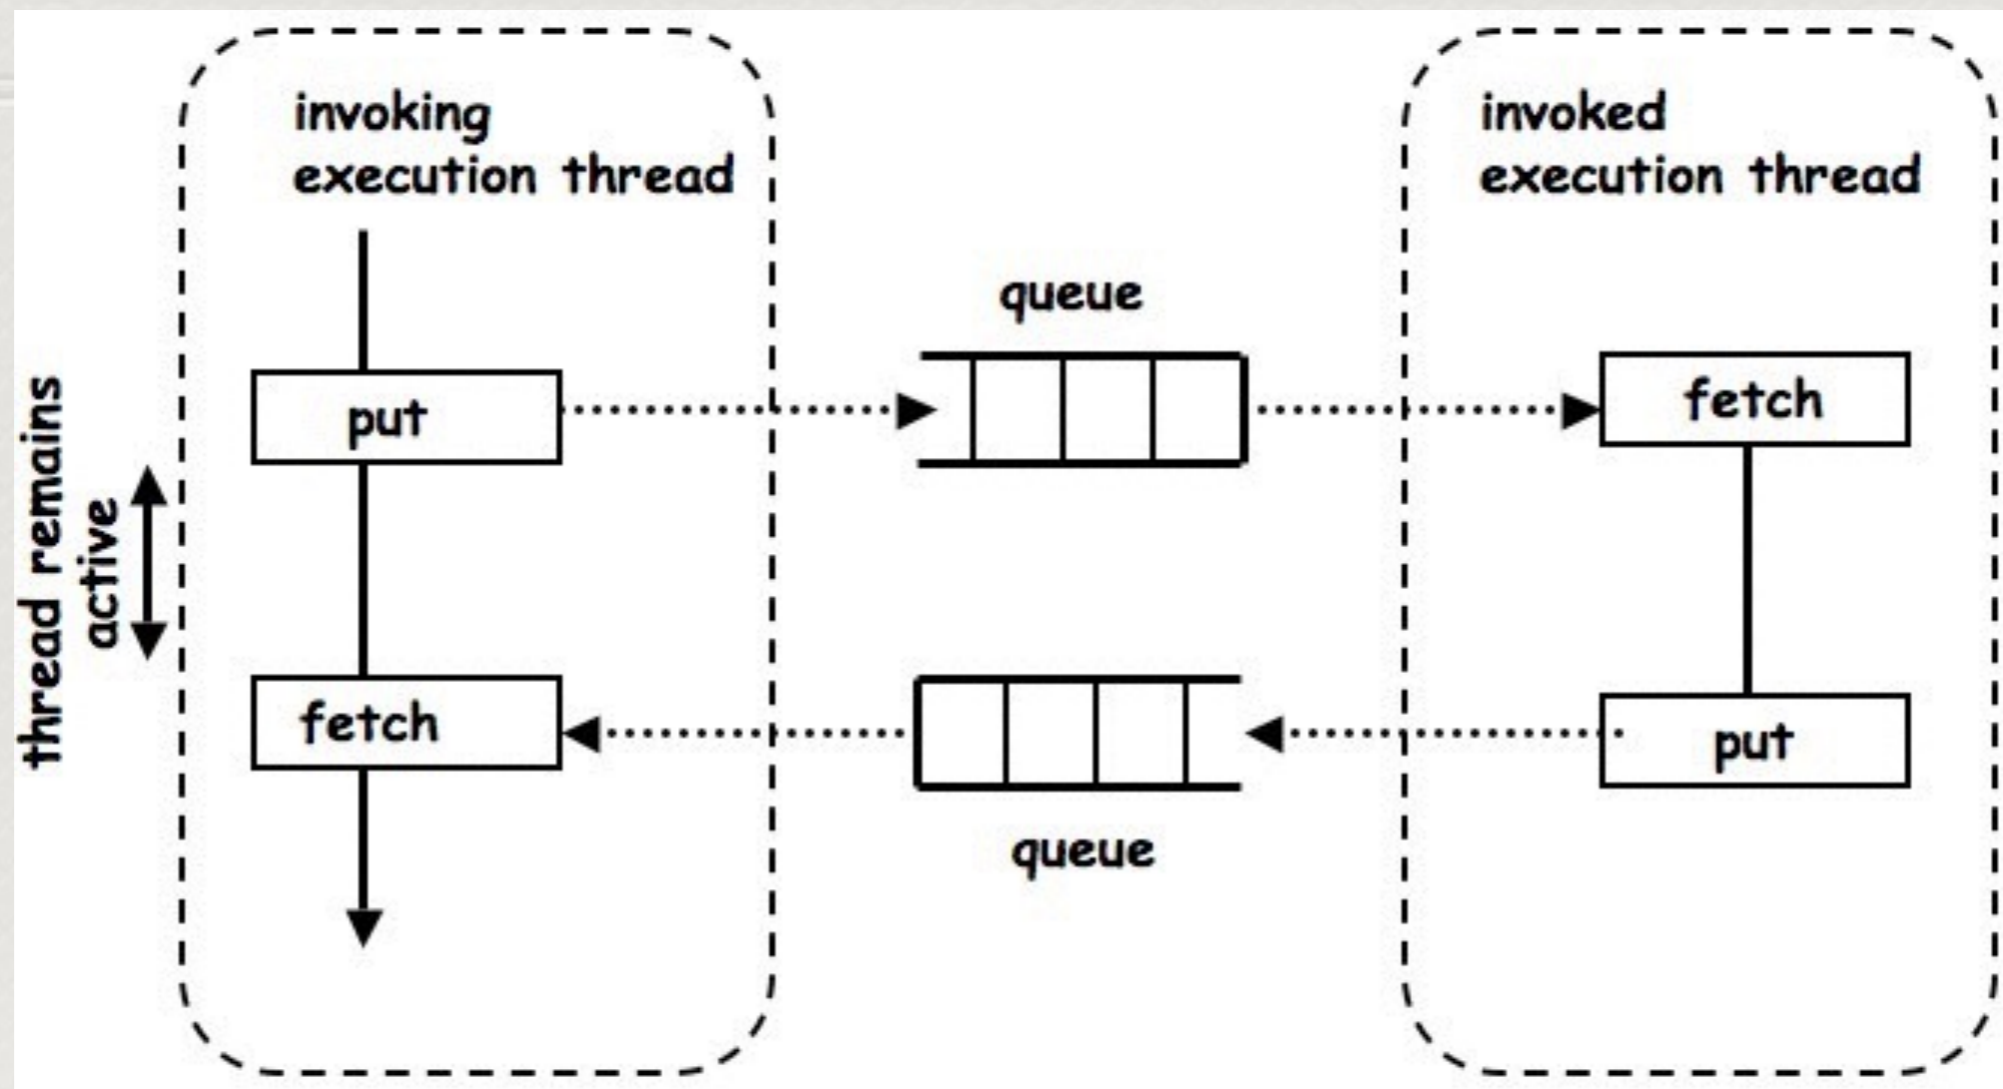 invoking
execution thread
invoked
execution thread
queue
put
fetch
thread remains
active
fetch
put
queue